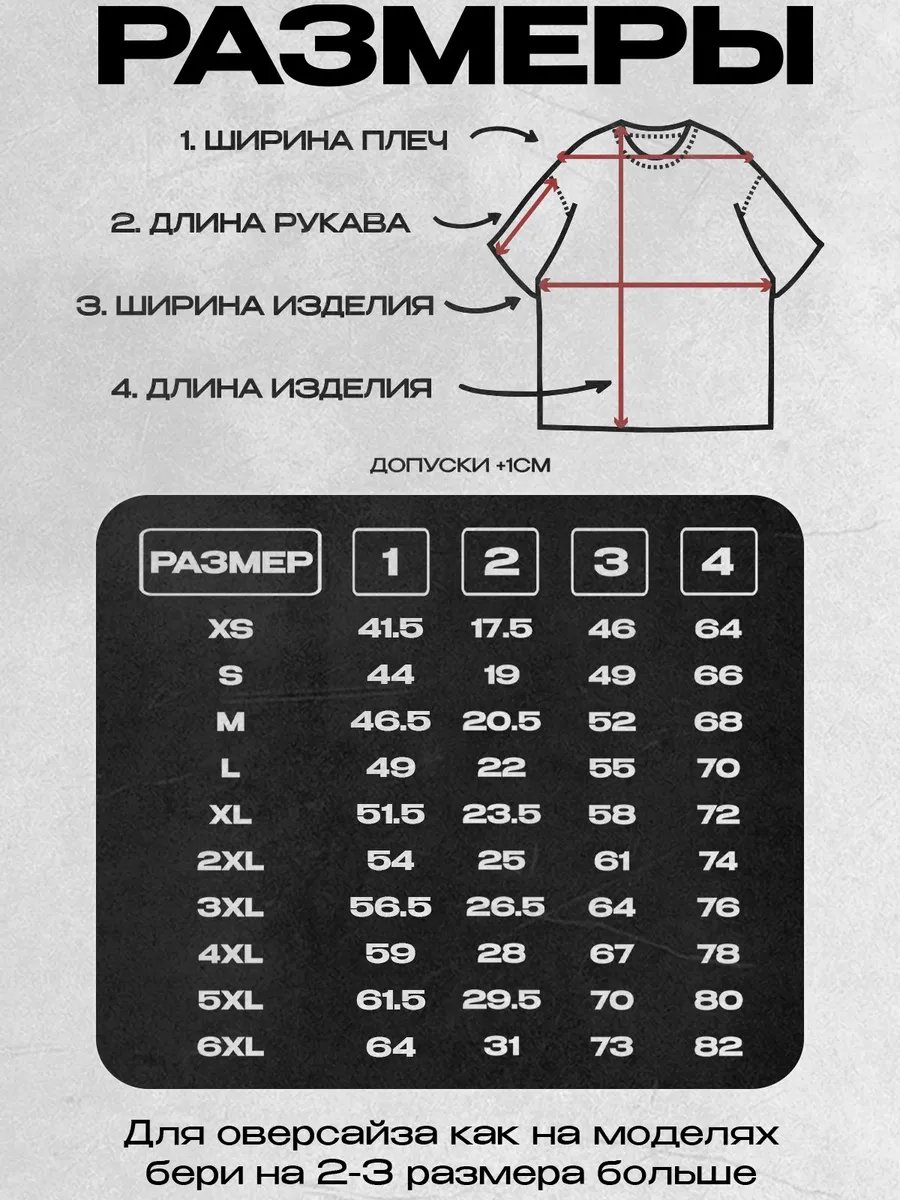 РАЗМЕРЫ
1. ШИРИНА ПЛЕЧ
2. ДЛИНА РУКАВА
3. ШИРИНА ИЗДЕЛИЯ
4. ДЛИНА ИЗДЕЛИЯ
ДОПУСКИ +1СМ
РАЗМЕР 1 2 3 4
XS 41.5 17.5 46 64
S 44 19 49 66
M 46.5 20.5 52 68
L 49 22 55 70
XL 51.5 23.5 58 72
2XL 54 25 61 74
3XL 56.5 26.5 64 76
4XL 59 28 67 78
5XL 61.5 29.5 70 80
6XL 64 31 73 82
Для оверсайза как на моделях
бери на 2-3 размера больше